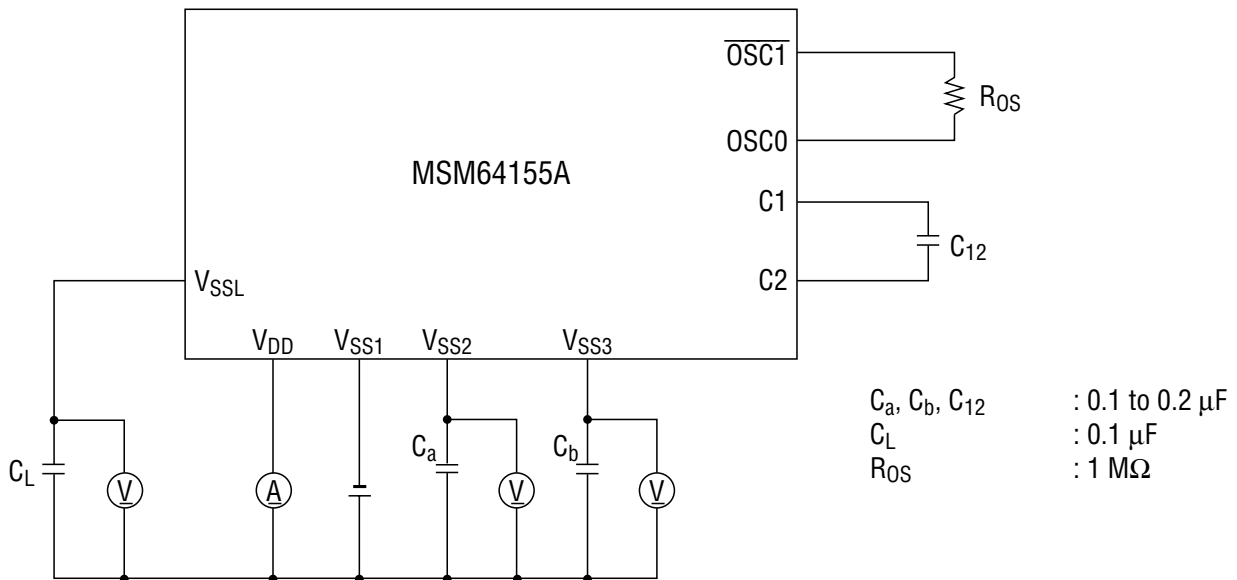 OSC1
R_OS
OSC0
MSM64155A
C1
C_12
C2
V_SSL
V_DD V_SS1 V_SS2 V_SS3
C_a, C_b, C_12 : 0.1 to 0.2 µF
C_L : 0.1 µF
R_OS : 1 MΩ
C_a C_b
C_L V A V V